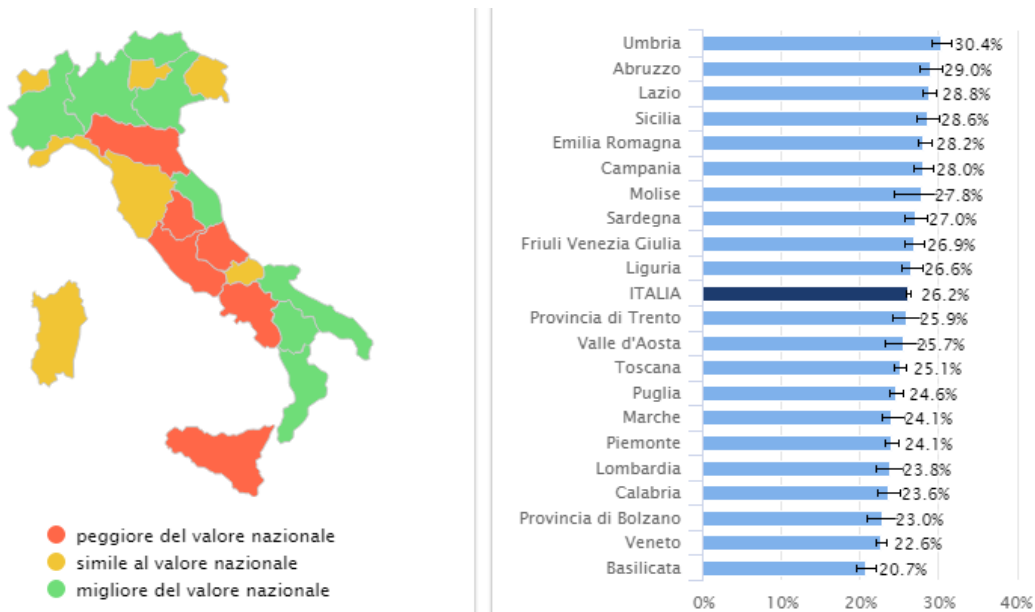 peggiore del valore nazionale
simile al valore nazionale
migliore del valore nazionale
Umbria 30.4%
Abruzzo 29.0%
Lazio 28.8%
Sicilia 28.6%
Emilia Romagna 28.2%
Campania 28.0%
Molise 27.8%
Sardegna 27.0%
Friuli Venezia Giulia 26.9%
Liguria 26.6%
ITALIA 26.2%
Provincia di Trento 25.9%
Valle d'Aosta 25.7%
Toscana 25.1%
Puglia 24.6%
Marche 24.1%
Piemonte 24.1%
Lombardia 23.8%
Calabria 23.6%
Provincia di Bolzano 23.0%
Veneto 22.6%
Basilicata 20.7%
0% 10% 20% 30% 40%